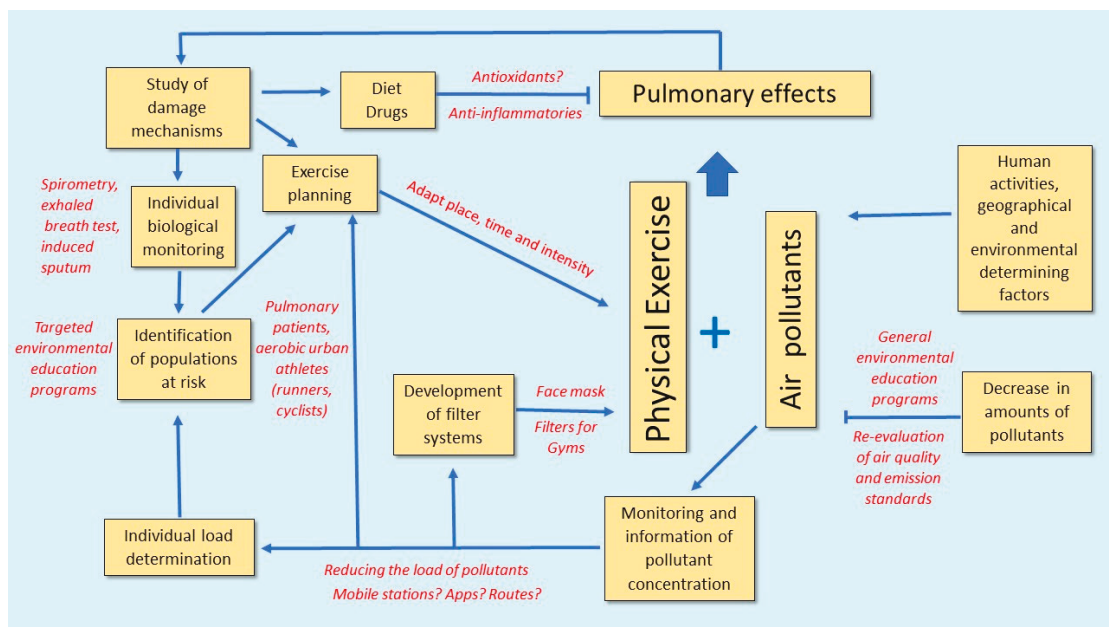 Study of
damage
mechanisms
Diet
Drugs
Antioxidants?
Anti-inflammatories
Pulmonary effects
Exercise
planning
Spirometry,
exhaled
breath test,
induced
sputum
Individual
biological
monitoring
Adapt place, time and intensity
Physical Exercise
+
Air pollutants
Human
activities,
geographical
and
environmental
determining
factors
Targeted
environmental
education
programs
Identification
of populations
at risk
Pulmonary
patients,
aerobic urban
athletes
(runners,
cyclists)
Development
of filter
systems
Face mask
Filters for
Gyms
General
environmental
education
programs
Re-evaluation
of air quality
and emission
standards
Decrease in
amounts of
pollutants
Individual load
determination
Monitoring and
information of
pollutant
concentration
Reducing the load of pollutants
Mobile stations? Apps? Routes?